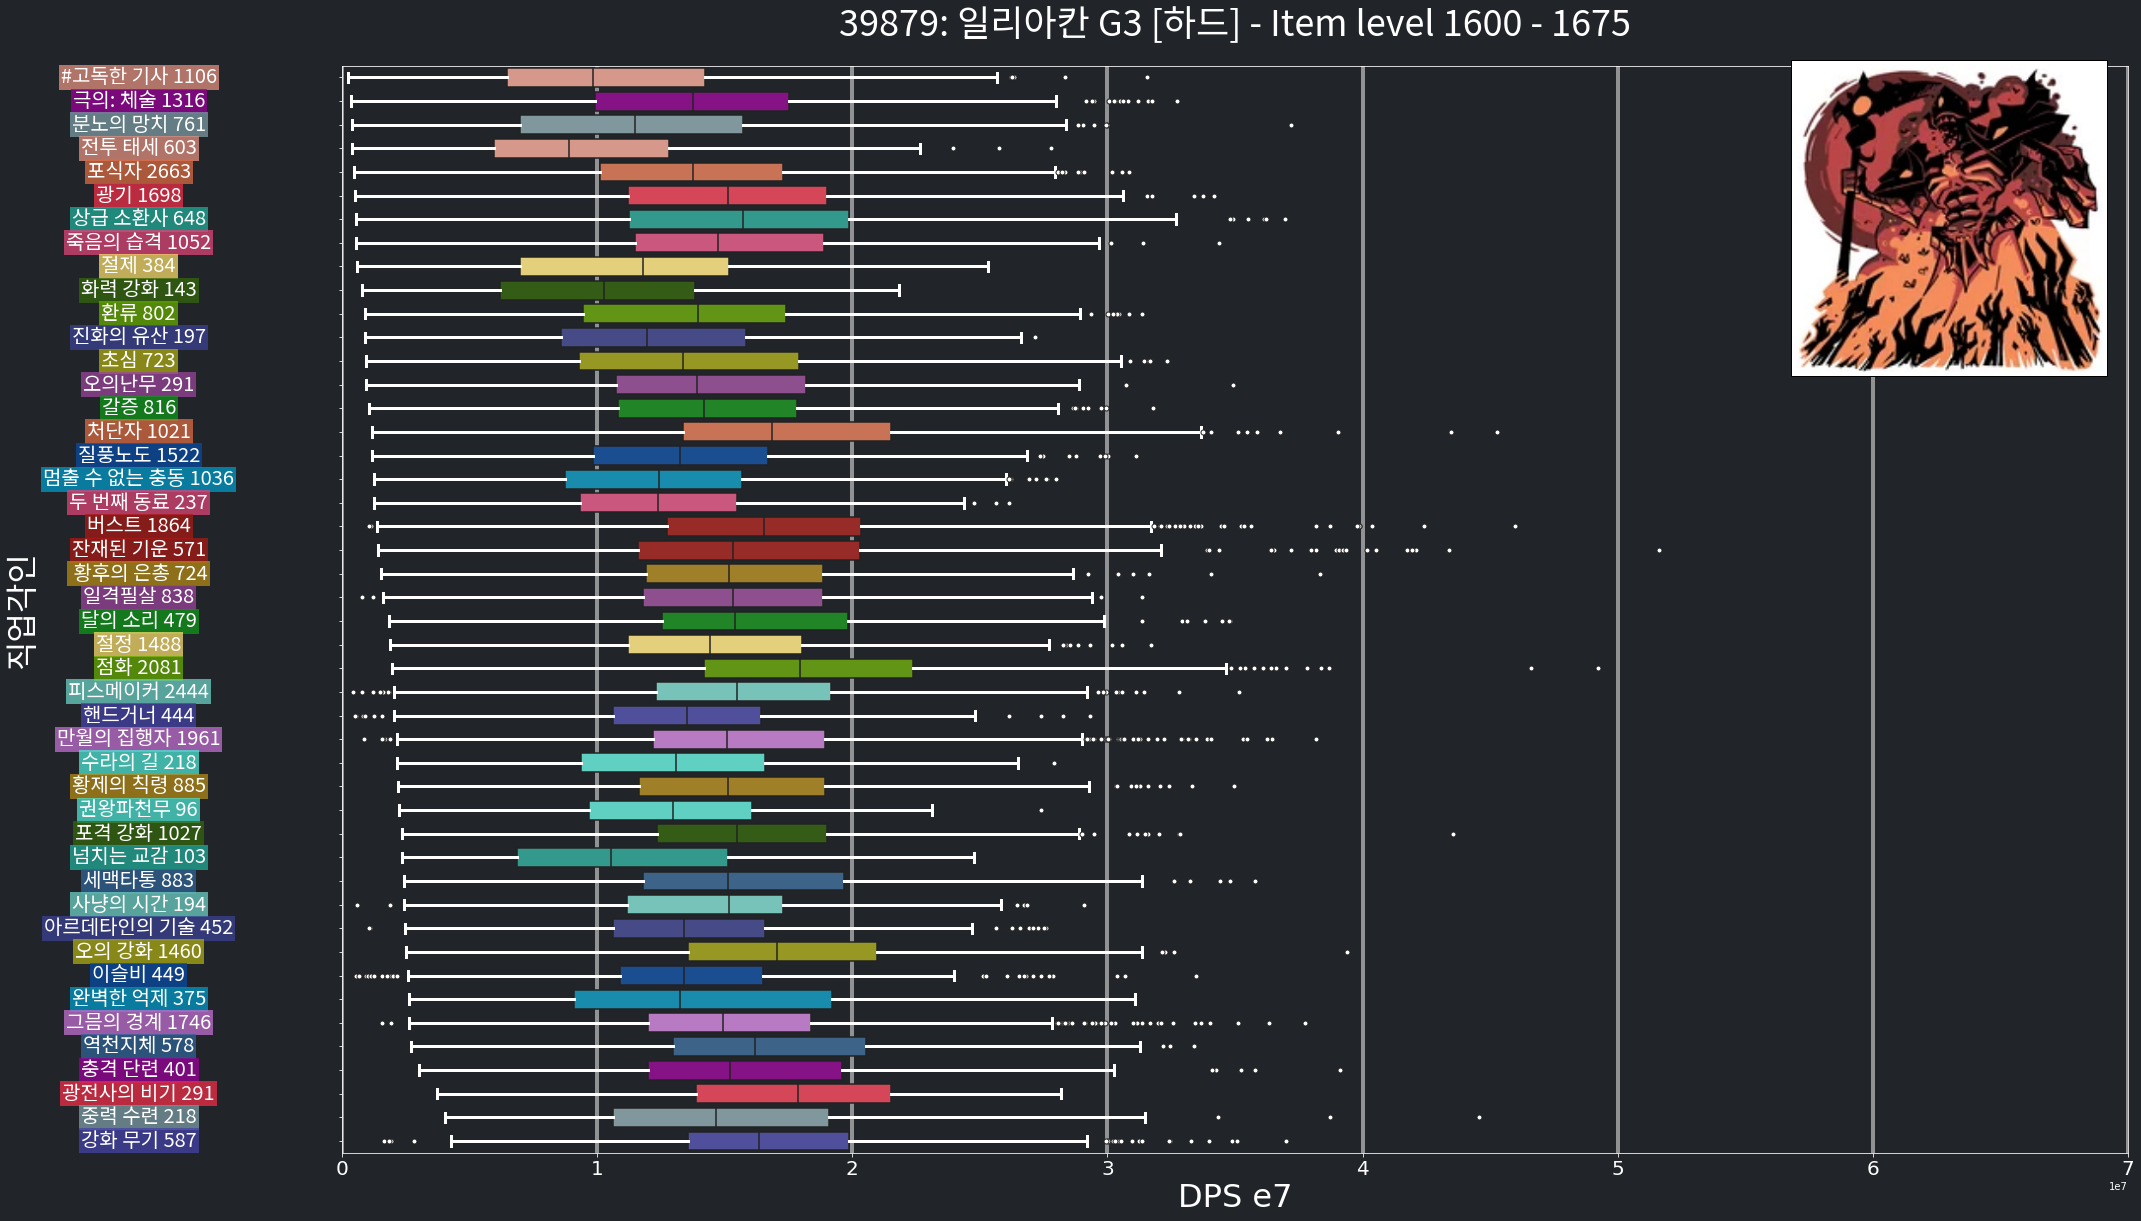 39879: 일리아칸 G3 [하드] - Item level 1600 - 1675
#고독한 기사 1106
극의: 체술 1316
분노의 망치 761
전투 태세 603
포식자 2663
광기 1698
상급 소환사 648
죽음의 습격 1052
절제 384
화력 강화 143
환류 802
진화의 유산 197
초심 723
오의난무 291
갈증 816
처단자 1021
질풍노도 1522
멈출 수 없는 충동 1036
두 번째 동료 237
버스트 1864
잔재된 기운 571
황후의 은총 724
일격필살 838
달의 소리 479
절정 1488
점화 2081
피스메이커 2444
핸드거너 444
만월의 집행자 1961
수라의 길 218
황제의 칙령 885
권왕파천무 96
포격 강화 1027
넘치는 교감 103
세맥타통 883
사냥의 시간 194
아르데타인의 기술 452
오의 강화 1460
이슬비 449
완벽한 억제 375
그믐의 경계 1746
역천지체 578
충격 단련 401
광전사의 비기 291
중력 수련 218
강화 무기 587
직업각인
0 1 2 3 4 5 6 7
DPS e7
1e7